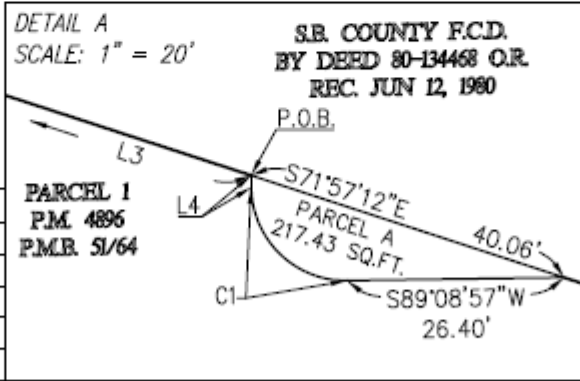 DETAIL A
SCALE: 1" = 20'
S.B. COUNTY F.C.D.
BY DEED 80-134468 O.R.
REC. JUN 12, 1980
P.O.B.
L3
S71°57'12"E
PARCEL 1
P.M. 4896
P.M.B. 51/64
L4
PARCEL A
217.43 SQ.FT.
40.06'
C1
S89°08'57"W
26.40'